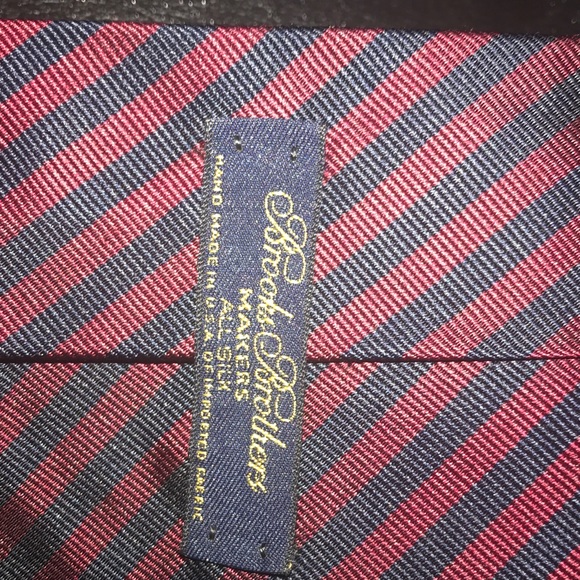 Brooks Brothers
MAKERS
ALL SILK
HAND MADE IN U.S.A. OF IMPORTED FABRIC